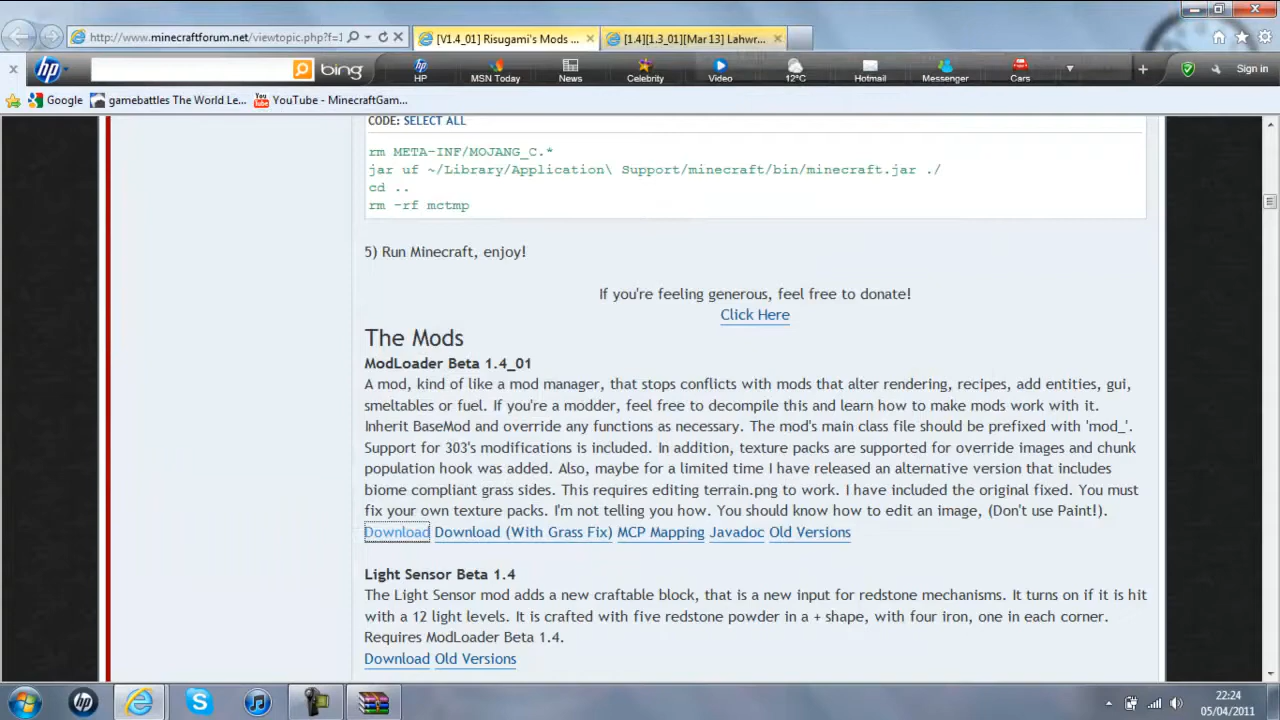 http://www.minecraftforum.net/viewtopic.php?f=1
[V1.4_01] Risugami's Mods ...
[1.4][1.3_01][Mar 13] Lahwr...
hp
bing
HP
MSN Today
News
Celebrity
Video
12°C
Hotmail
Messenger
Cars
Sign in
Google
gamebattles The World Le...
YouTube - MinecraftGam...
CODE: SELECT ALL
rm META-INF/MOJANG_C.*
jar uf ~/Library/Application\ Support/minecraft/bin/minecraft.jar ./
cd ..
rm -rf mctmp
5) Run Minecraft, enjoy!
If you're feeling generous, feel free to donate!
Click Here
The Mods
ModLoader Beta 1.4_01
A mod, kind of like a mod manager, that stops conflicts with mods that alter rendering, recipes, add entities, gui,
smeltables or fuel. If you're a modder, feel free to decompile this and learn how to make mods work with it.
Inherit BaseMod and override any functions as necessary. The mod's main class file should be prefixed with 'mod_'.
Support for 303's modifications is included. In addition, texture packs are supported for override images and chunk
population hook was added. Also, maybe for a limited time I have released an alternative version that includes
biome compliant grass sides. This requires editing terrain.png to work. I have included the original fixed. You must
fix your own texture packs. I'm not telling you how. You should know how to edit an image, (Don't use Paint!).
Download Download (With Grass Fix) MCP Mapping Javadoc Old Versions
Light Sensor Beta 1.4
The Light Sensor mod adds a new craftable block, that is a new input for redstone mechanisms. It turns on if it is hit
with a 12 light levels. It is crafted with five redstone powder in a + shape, with four iron, one in each corner.
Requires ModLoader Beta 1.4.
Download Old Versions
22:24
05/04/2011